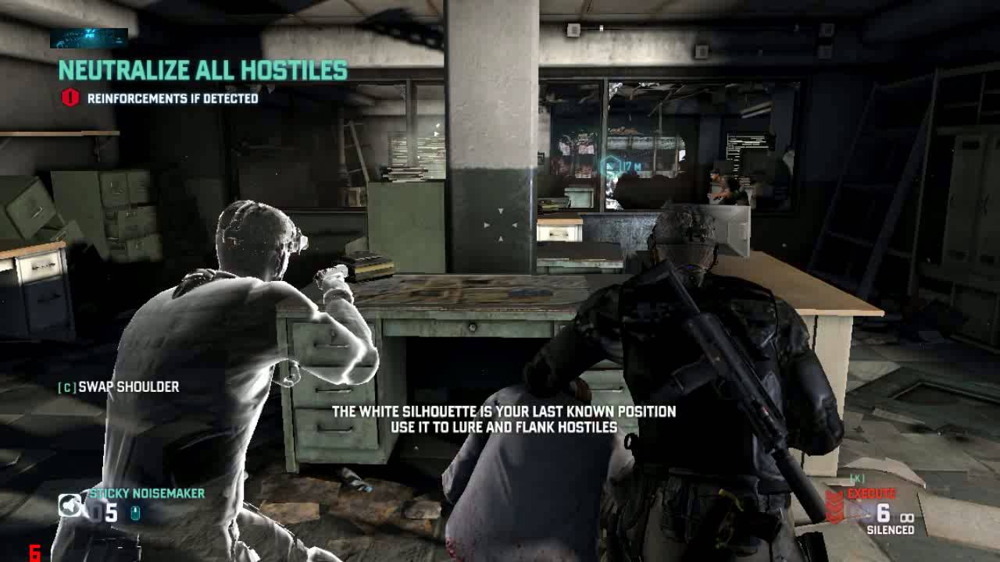 NEUTRALIZE ALL HOSTILES
! REINFORCEMENTS IF DETECTED
17 M
[C] SWAP SHOULDER
THE WHITE SILHOUETTE IS YOUR LAST KNOWN POSITION
USE IT TO LURE AND FLANK HOSTILES
STICKY NOISEMAKER
05
[K]
EXECUTE
6 ∞
SILENCED
6